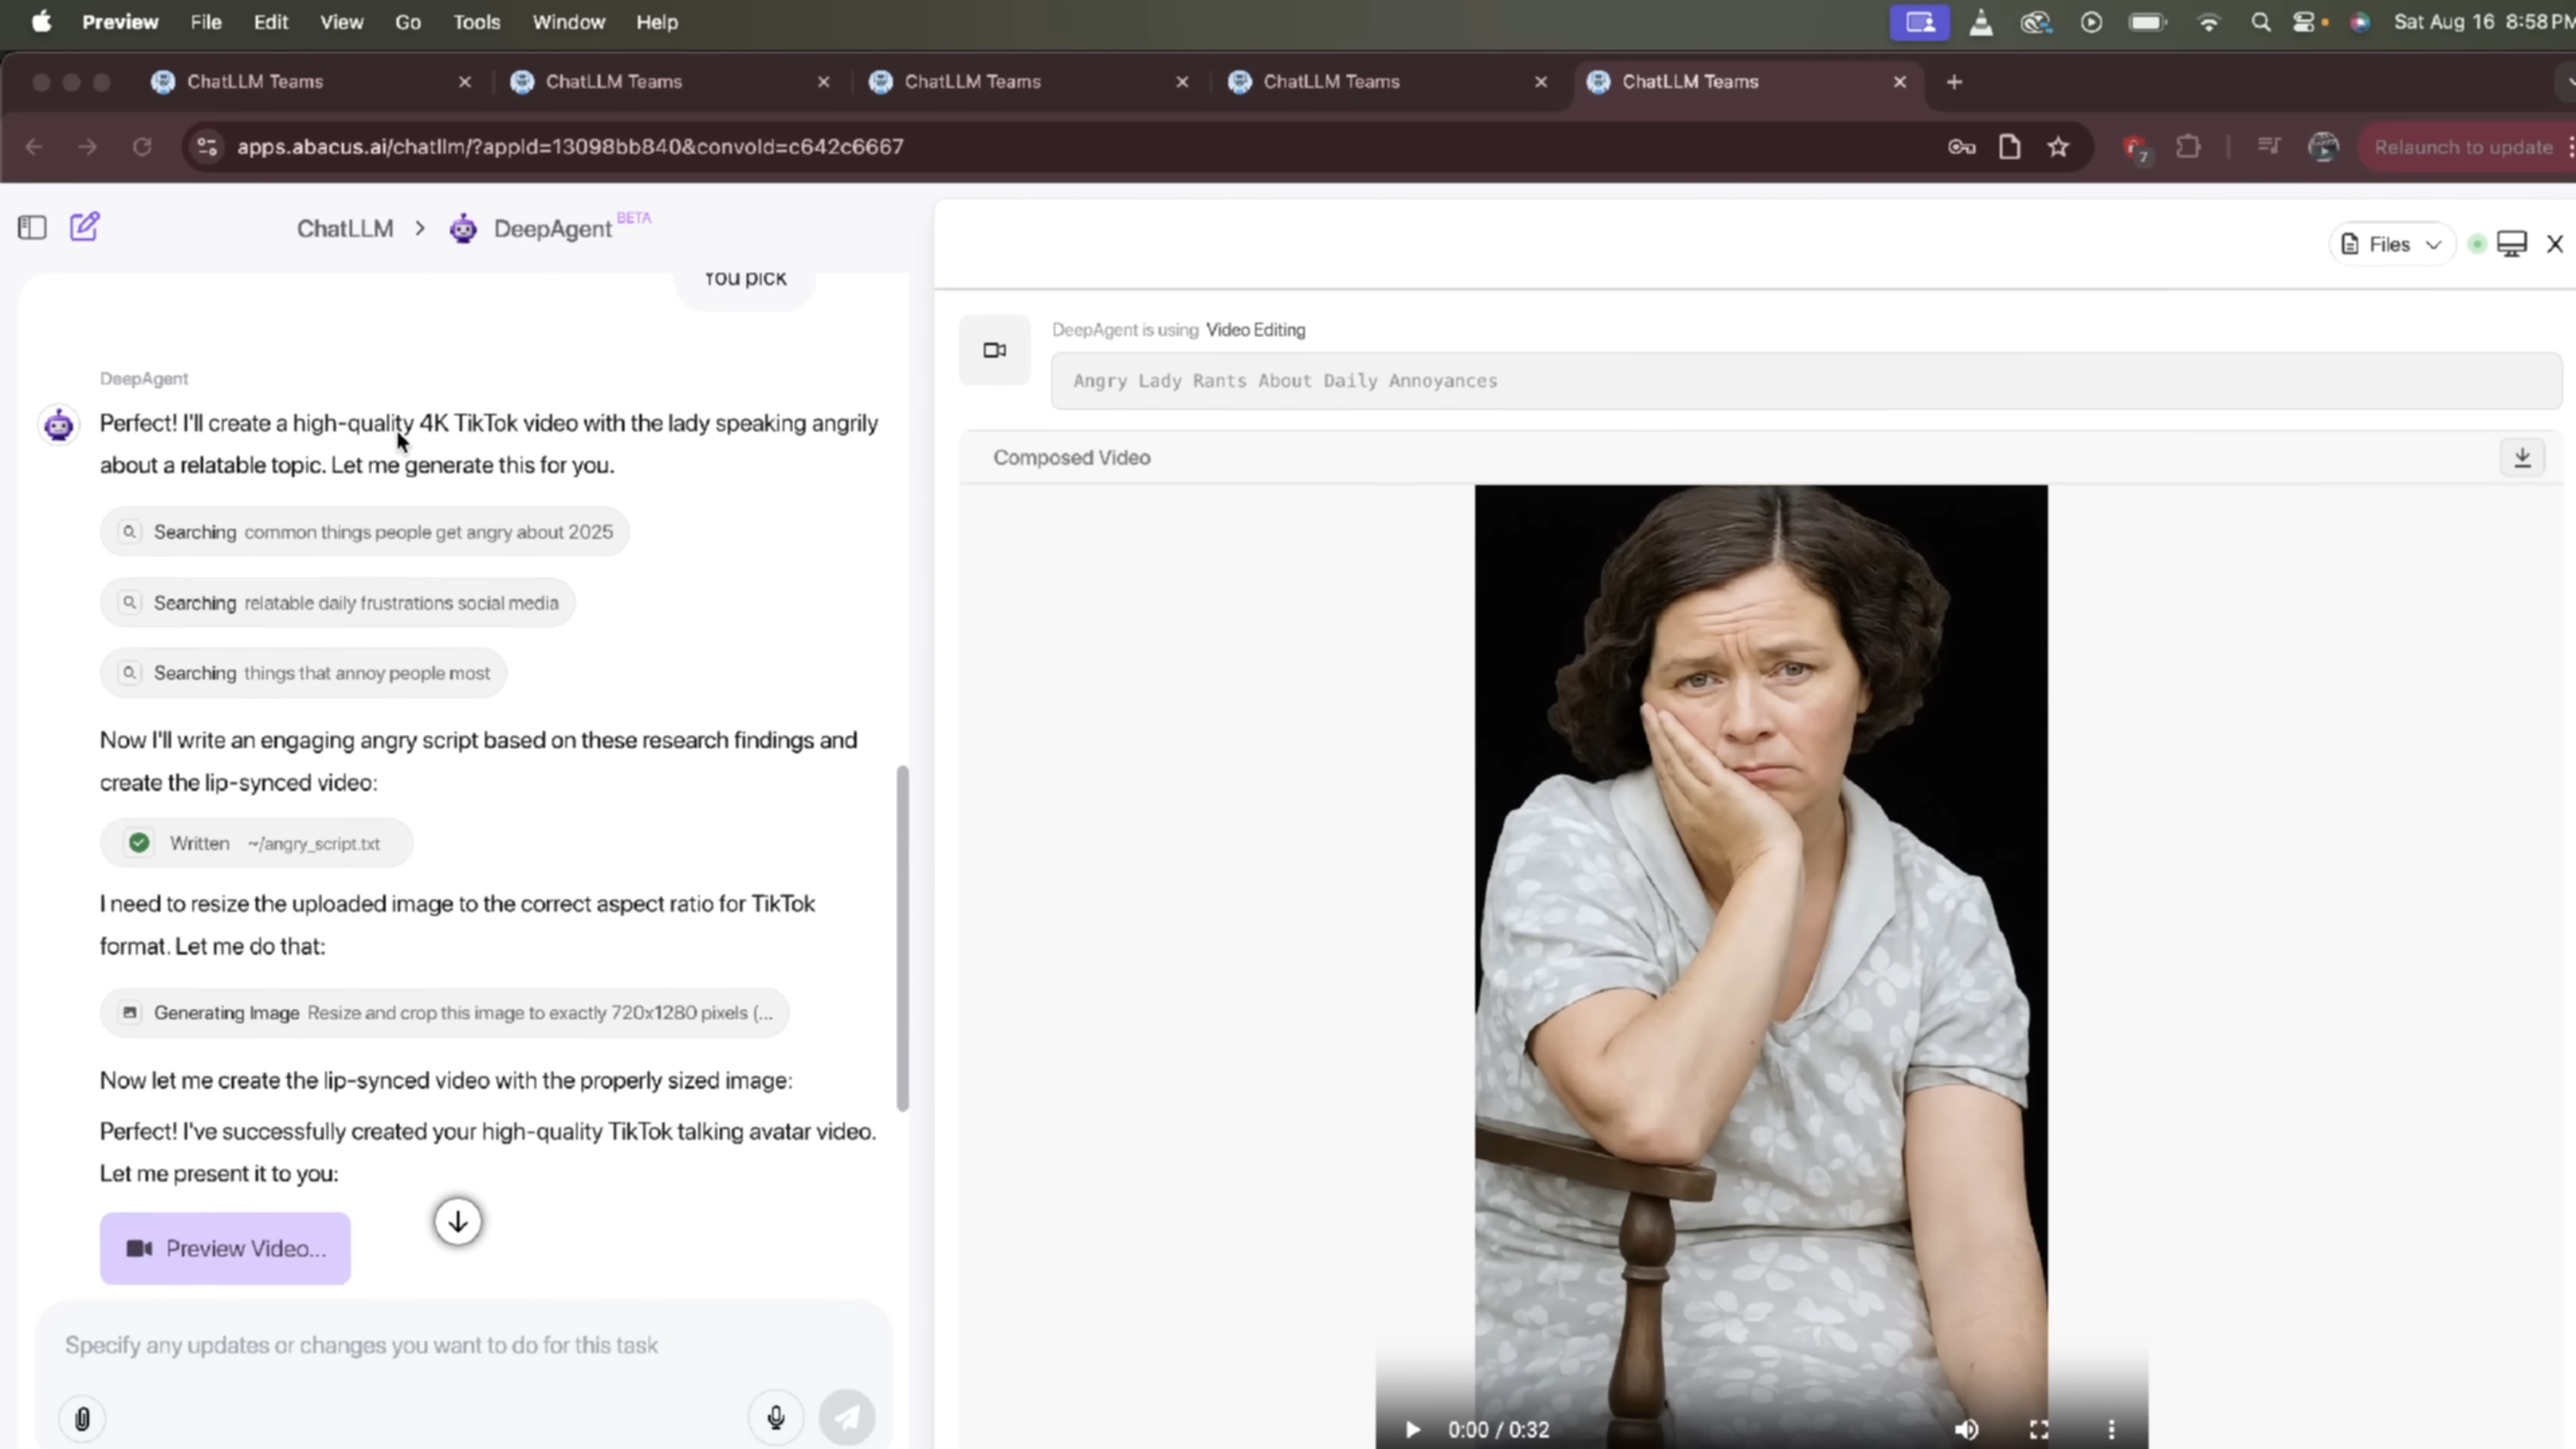 Preview File Edit View Go Tools Window Help Sat Aug 16 8:58PM
ChatLLM Teams ChatLLM Teams ChatLLM Teams ChatLLM Teams ChatLLM Teams
apps.abacus.ai/chatllm/?appId=13098bb840&convoId=c642c6667 7 Relaunch to update
ChatLLM > DeepAgent BETA
Files
You pick
DeepAgent
Perfect! I'll create a high-quality 4K TikTok video with the lady speaking angrily
about a relatable topic. Let me generate this for you.
Searching common things people get angry about 2025
Searching relatable daily frustrations social media
Searching things that annoy people most
Now I'll write an engaging angry script based on these research findings and
create the lip-synced video:
Written ~/angry_script.txt
I need to resize the uploaded image to the correct aspect ratio for TikTok
format. Let me do that:
Generating Image Resize and crop this image to exactly 720x1280 pixels (...
Now let me create the lip-synced video with the properly sized image:
Perfect! I've successfully created your high-quality TikTok talking avatar video.
Let me present it to you:
Preview Video...
Specify any updates or changes you want to do for this task
DeepAgent is using Video Editing
Angry Lady Rants About Daily Annoyances
Composed Video
0:00 / 0:32